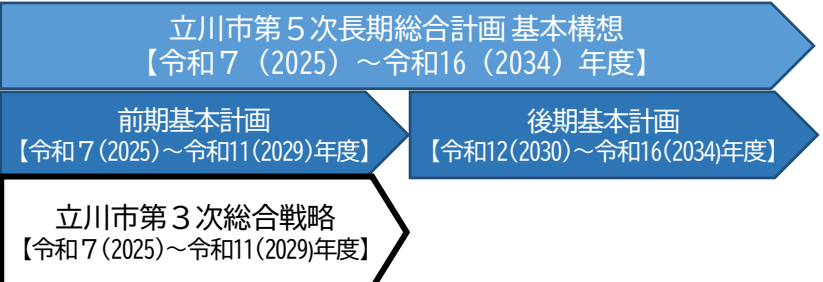 立川市第５次長期総合計画 基本構想
【令和７（2025）～令和16（2034）年度】
前期基本計画
【令和７(2025)～令和11(2029)年度】
後期基本計画
【令和12(2030)～令和16(2034)年度】
立川市第３次総合戦略
【令和７(2025)～令和11(2029)年度】